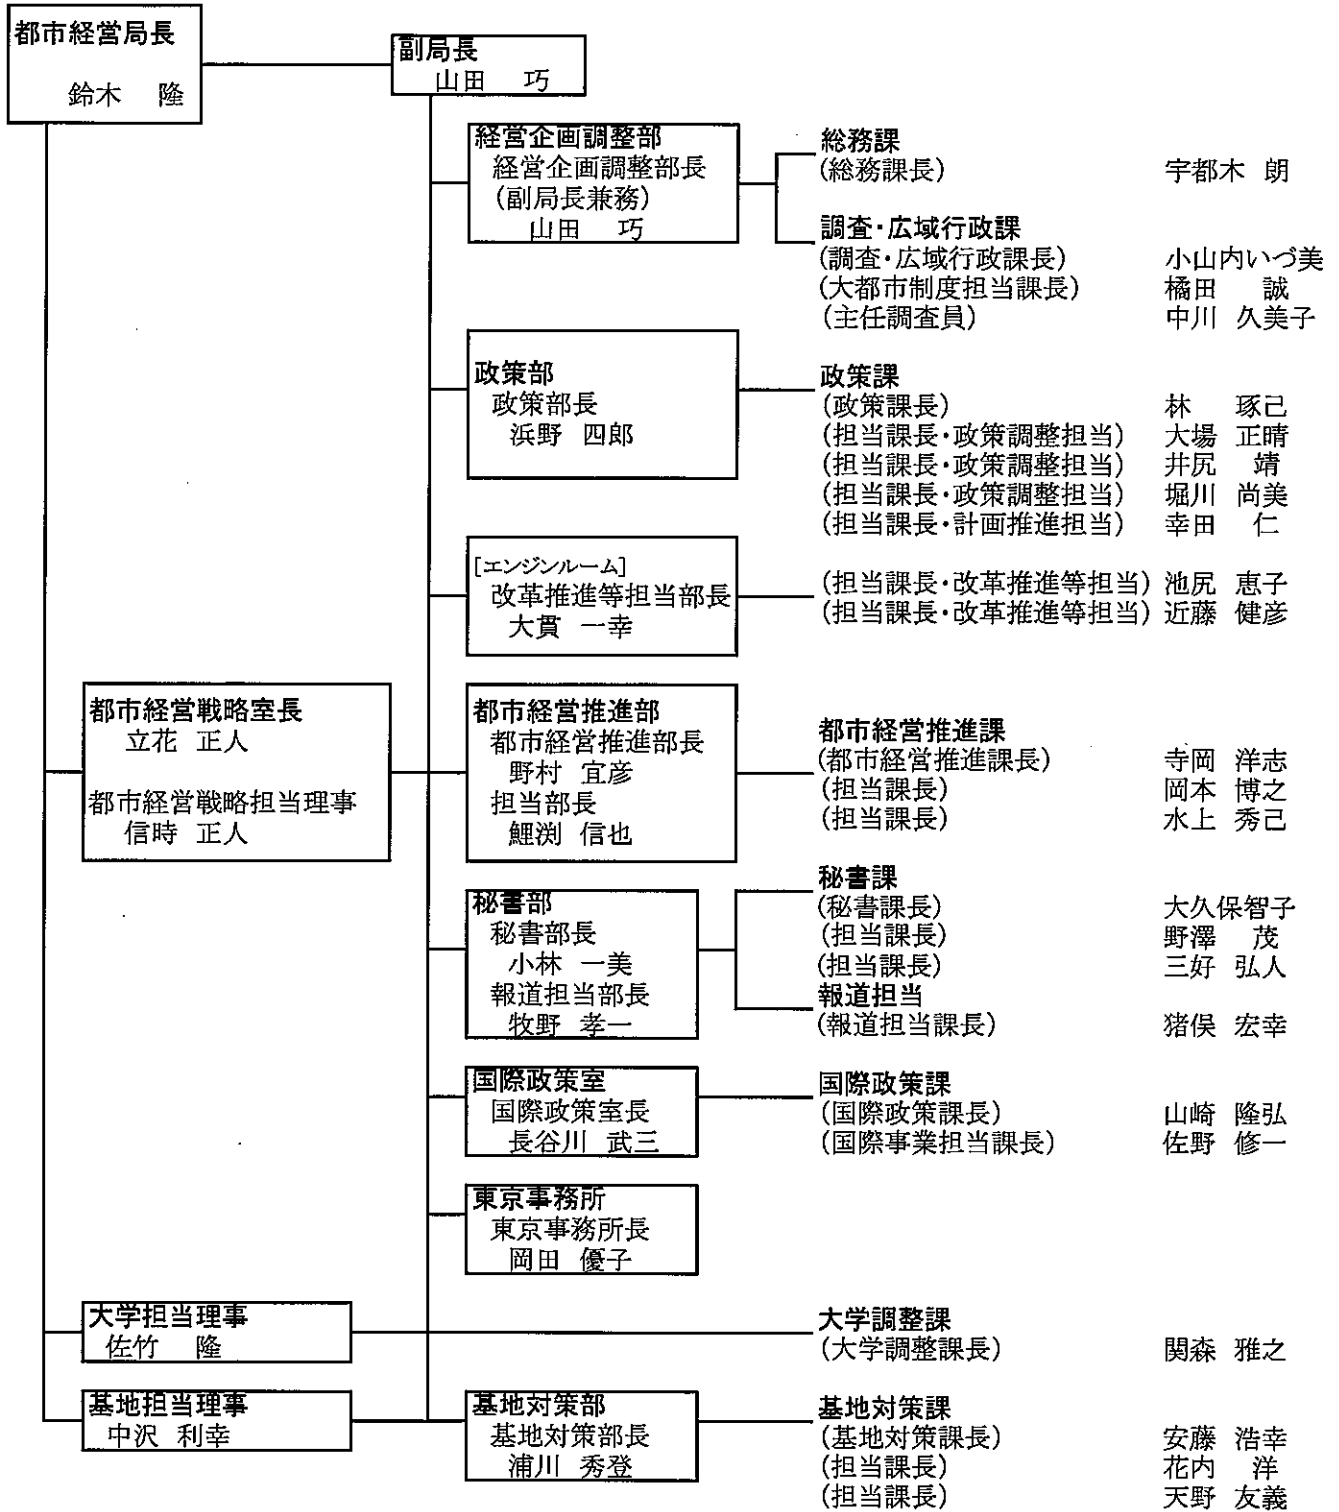 都市経営局長
鈴木 隆
副局長
山田 巧
経営企画調整部
経営企画調整部長
(副局長兼務)
山田 巧
総務課
(総務課長) 宇都木 朗
調査・広域行政課
(調査・広域行政課長) 小山内いづ美
(大都市制度担当課長) 橘田 誠
(主任調査員) 中川 久美子
政策部
政策部長
浜野 四郎
政策課
(政策課長) 林 琢己
(担当課長・政策調整担当) 大場 正晴
(担当課長・政策調整担当) 井尻 靖
(担当課長・政策調整担当) 堀川 尚美
(担当課長・計画推進担当) 幸田 仁
[エンジンルーム]
改革推進等担当部長
大貫 一幸
(担当課長・改革推進等担当) 池尻 恵子
(担当課長・改革推進等担当) 近藤 健彦
都市経営戦略室長
立花 正人
都市経営戦略担当理事
信時 正人
都市経営推進部
都市経営推進部長
野村 宜彦
担当部長
鯉渕 信也
都市経営推進課
(都市経営推進課長) 寺岡 洋志
(担当課長) 岡本 博之
(担当課長) 水上 秀己
秘書部
秘書部長
小林 一美
報道担当部長
牧野 孝一
秘書課
(秘書課長) 大久保智子
(担当課長) 野澤 茂
(担当課長) 三好 弘人
報道担当
(報道担当課長) 猪俣 宏幸
国際政策室
国際政策室長
長谷川 武三
国際政策課
(国際政策課長) 山崎 隆弘
(国際事業担当課長) 佐野 修一
東京事務所
東京事務所長
岡田 優子
大学担当理事
佐竹 隆
大学調整課
(大学調整課長) 関森 雅之
基地担当理事
中沢 利幸
基地対策部
基地対策部長
浦川 秀登
基地対策課
(基地対策課長) 安藤 浩幸
(担当課長) 花内 洋
(担当課長) 天野 友義